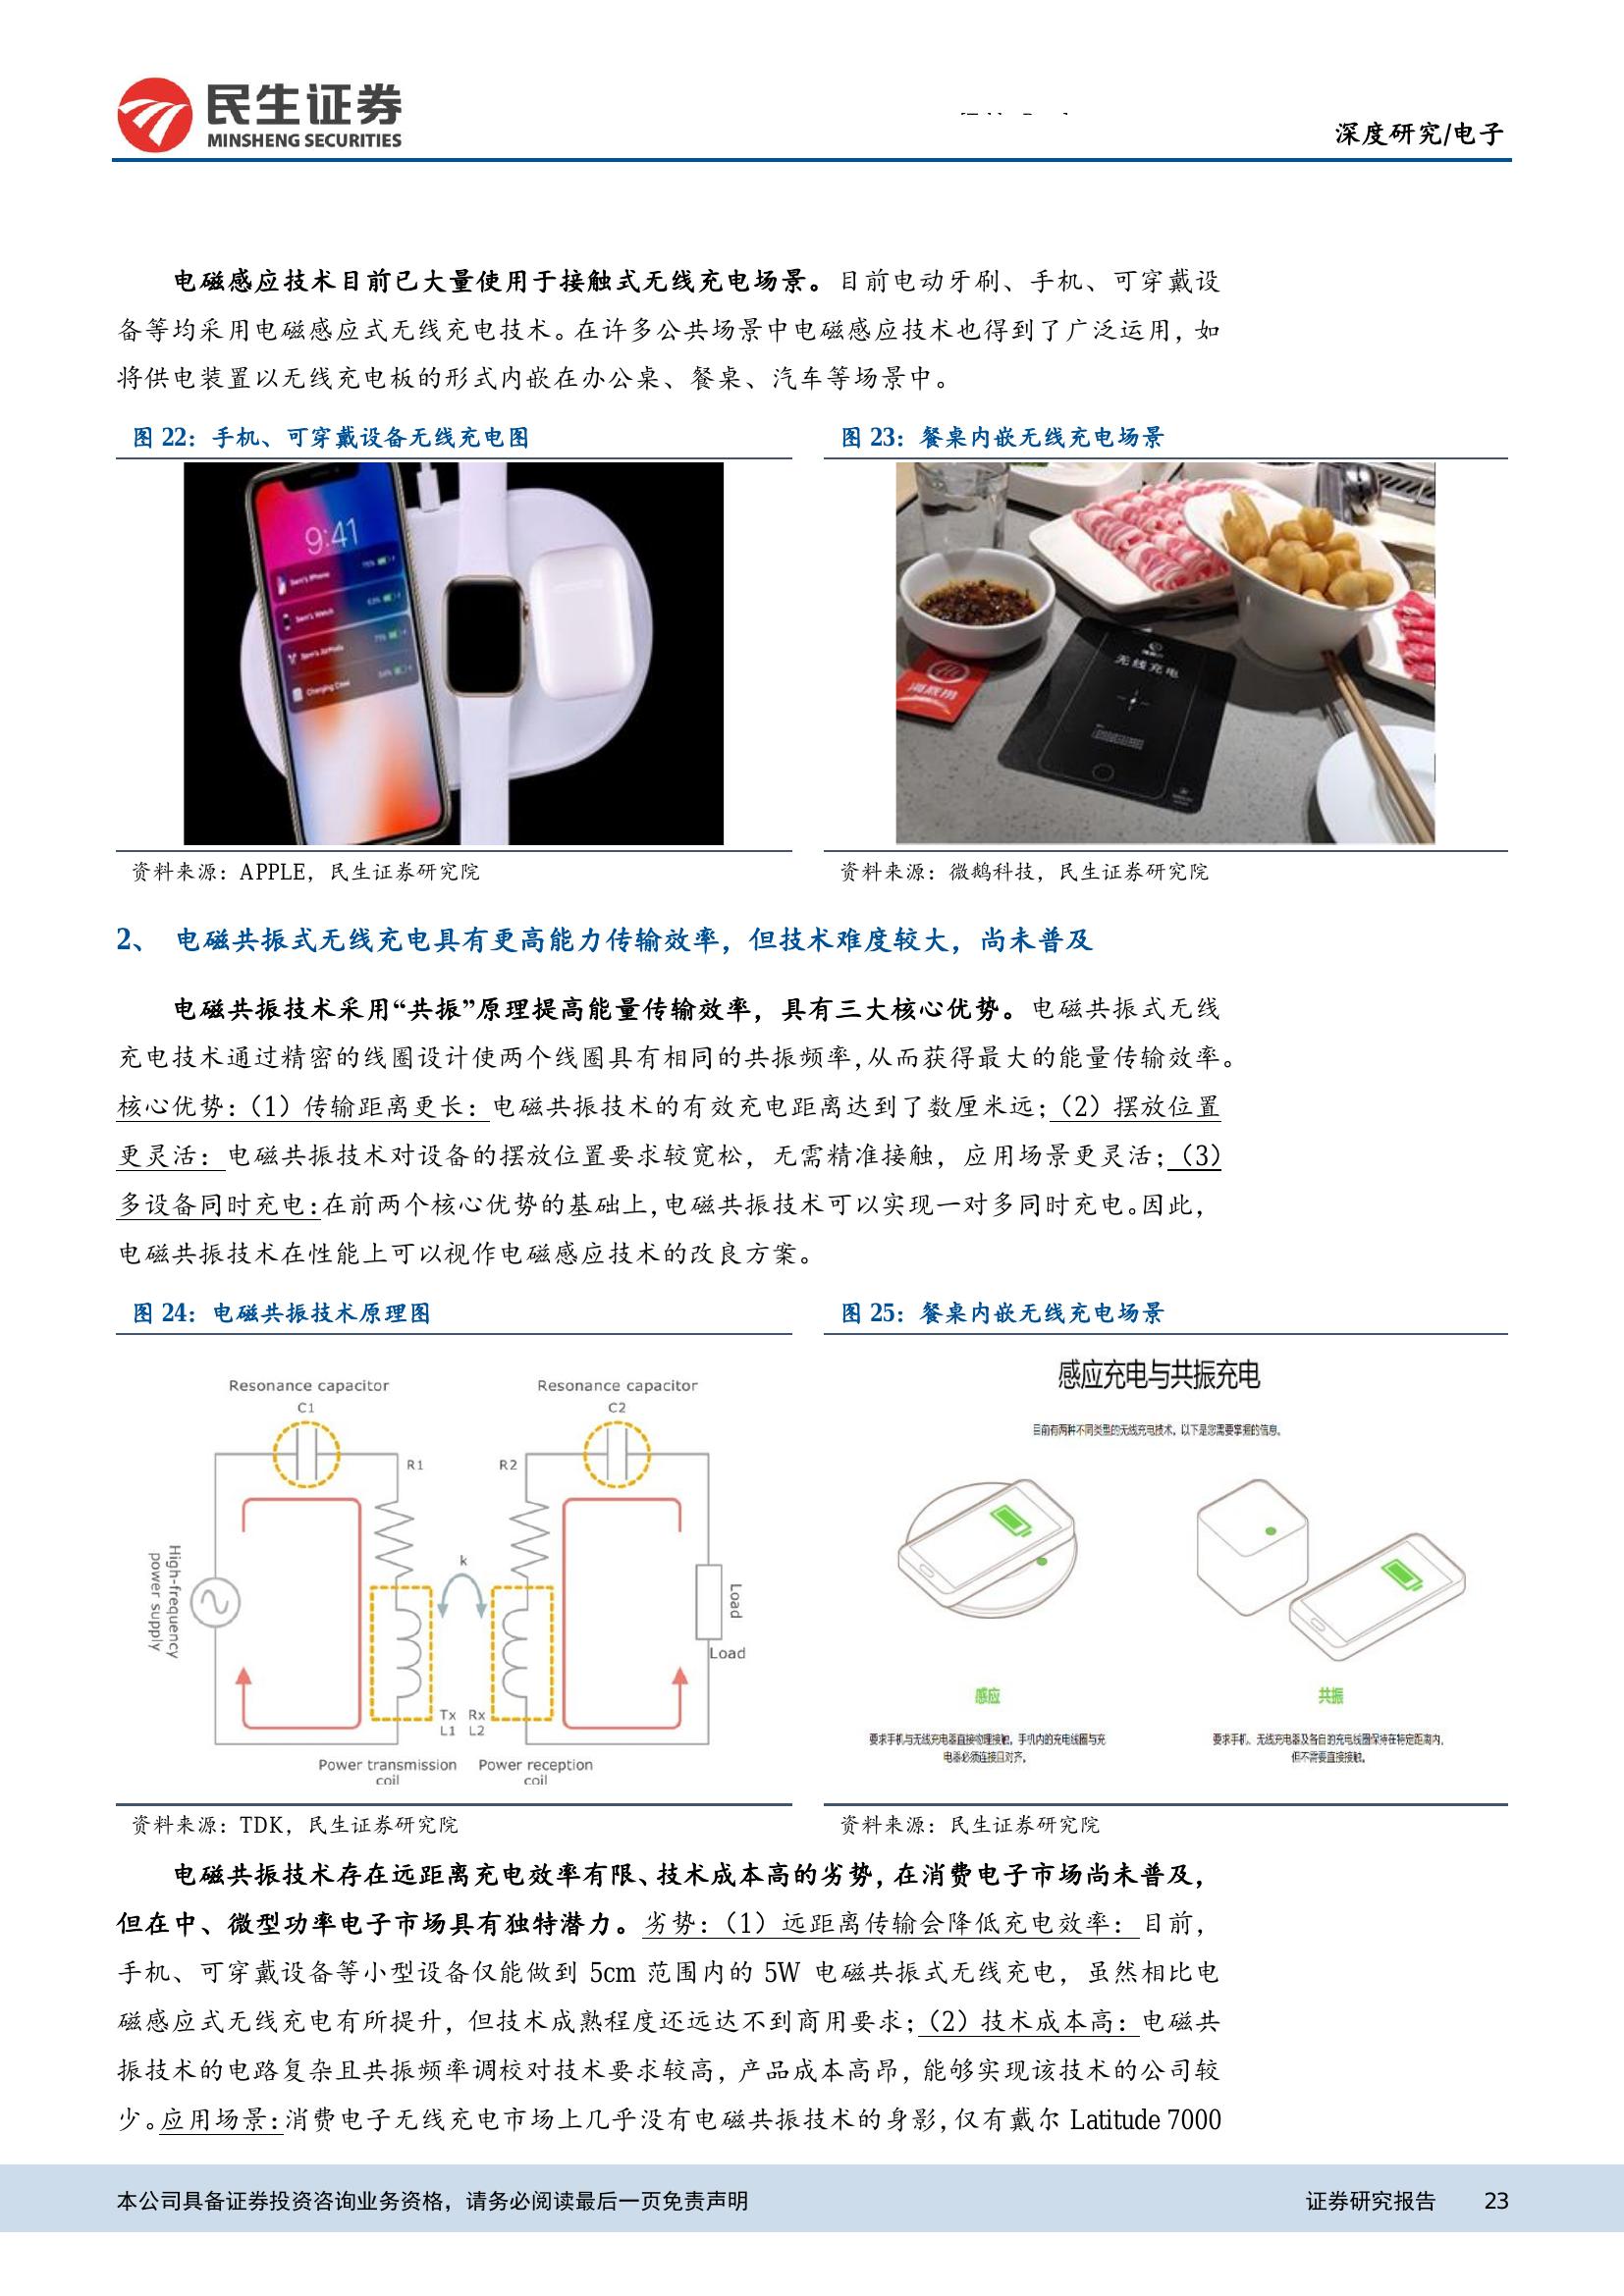 民生证券
MINSHENG SECURITIES
深度研究/电子
电磁感应技术目前已大量使用于接触式无线充电场景。目前电动牙刷、手机、可穿戴设
备等均采用电磁感应式无线充电技术。在许多公共场景中电磁感应技术也得到了广泛运用，如
将供电装置以无线充电板的形式内嵌在办公桌、餐桌、汽车等场景中。
图 22：手机、可穿戴设备无线充电图
9:41
Charging Case
资料来源：APPLE，民生证券研究院
图 23：餐桌内嵌无线充电场景
无线充电
海底捞
资料来源：微鹅科技，民生证券研究院
2、 电磁共振式无线充电具有更高能力传输效率，但技术难度较大，尚未普及
电磁共振技术采用“共振”原理提高能量传输效率，具有三大核心优势。电磁共振式无线
充电技术通过精密的线圈设计使两个线圈具有相同的共振频率，从而获得最大的能量传输效率。
核心优势：（1）传输距离更长：电磁共振技术的有效充电距离达到了数厘米远；（2）摆放位置
更灵活：电磁共振技术对设备的摆放位置要求较宽松，无需精准接触，应用场景更灵活；（3）
多设备同时充电：在前两个核心优势的基础上，电磁共振技术可以实现一对多同时充电。因此，
电磁共振技术在性能上可以视作电磁感应技术的改良方案。
图 24：电磁共振技术原理图
Resonance capacitor
C1
Resonance capacitor
C2
R1
R2
High-frequency
power supply
k
Load
Load
Tx
L1
Rx
L2
Power transmission
coil
Power reception
coil
资料来源：TDK，民生证券研究院
图 25：餐桌内嵌无线充电场景
感应充电与共振充电
目前有两种不同类型的无线充电技术，以下是您需要掌握的信息。
感应
要求手机与无线充电器直接物理接触，手机内的充电线圈与充
电器必须连接且对齐。
共振
要求手机、无线充电器及各自的充电线圈保持在特定距离内，
但不需要直接接触。
资料来源：民生证券研究院
电磁共振技术存在远距离充电效率有限、技术成本高的劣势，在消费电子市场尚未普及，
但在中、微型功率电子市场具有独特潜力。劣势：（1）远距离传输会降低充电效率：目前，
手机、可穿戴设备等小型设备仅能做到 5cm 范围内的 5W 电磁共振式无线充电，虽然相比电
磁感应式无线充电有所提升，但技术成熟程度还远达不到商用要求；（2）技术成本高：电磁共
振技术的电路复杂且共振频率调校对技术要求较高，产品成本高昂，能够实现该技术的公司较
少。应用场景：消费电子无线充电市场上几乎没有电磁共振技术的身影，仅有戴尔 Latitude 7000
本公司具备证券投资咨询业务资格，请务必阅读最后一页免责声明
证券研究报告 23